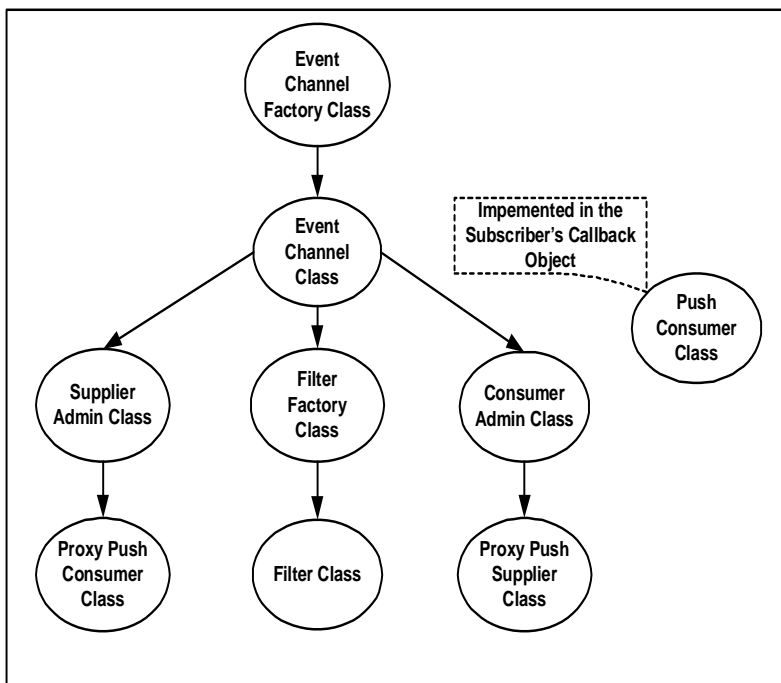 Event
Channel
Factory Class
Event
Channel
Class
Impemented in the
Subscriber's Callback
Object
Push
Consumer
Class
Supplier
Admin Class
Filter
Factory
Class
Consumer
Admin Class
Proxy Push
Consumer
Class
Filter Class
Proxy Push
Supplier
Class